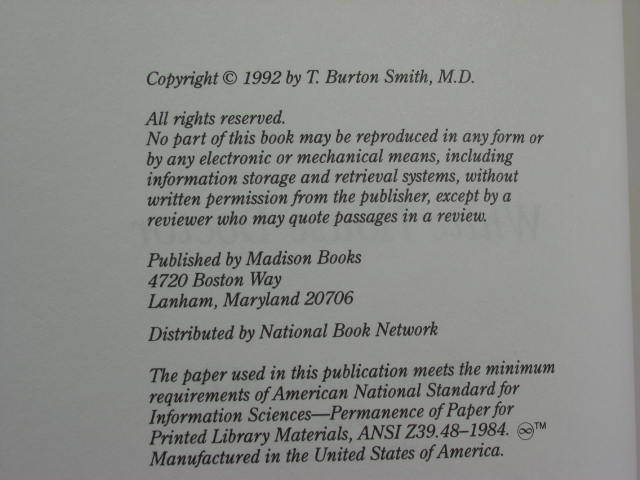 Copyright © 1992 by T. Burton Smith, M.D.
All rights reserved.
No part of this book may be reproduced in any form or
by any electronic or mechanical means, including
information storage and retrieval systems, without
written permission from the publisher, except by a
reviewer who may quote passages in a review.
Published by Madison Books
4720 Boston Way
Lanham, Maryland 20706
Distributed by National Book Network
The paper used in this publication meets the minimum
requirements of American National Standard for
Information Sciences—Permanence of Paper for
Printed Library Materials, ANSI Z39.48–1984. ♾™
Manufactured in the United States of America.